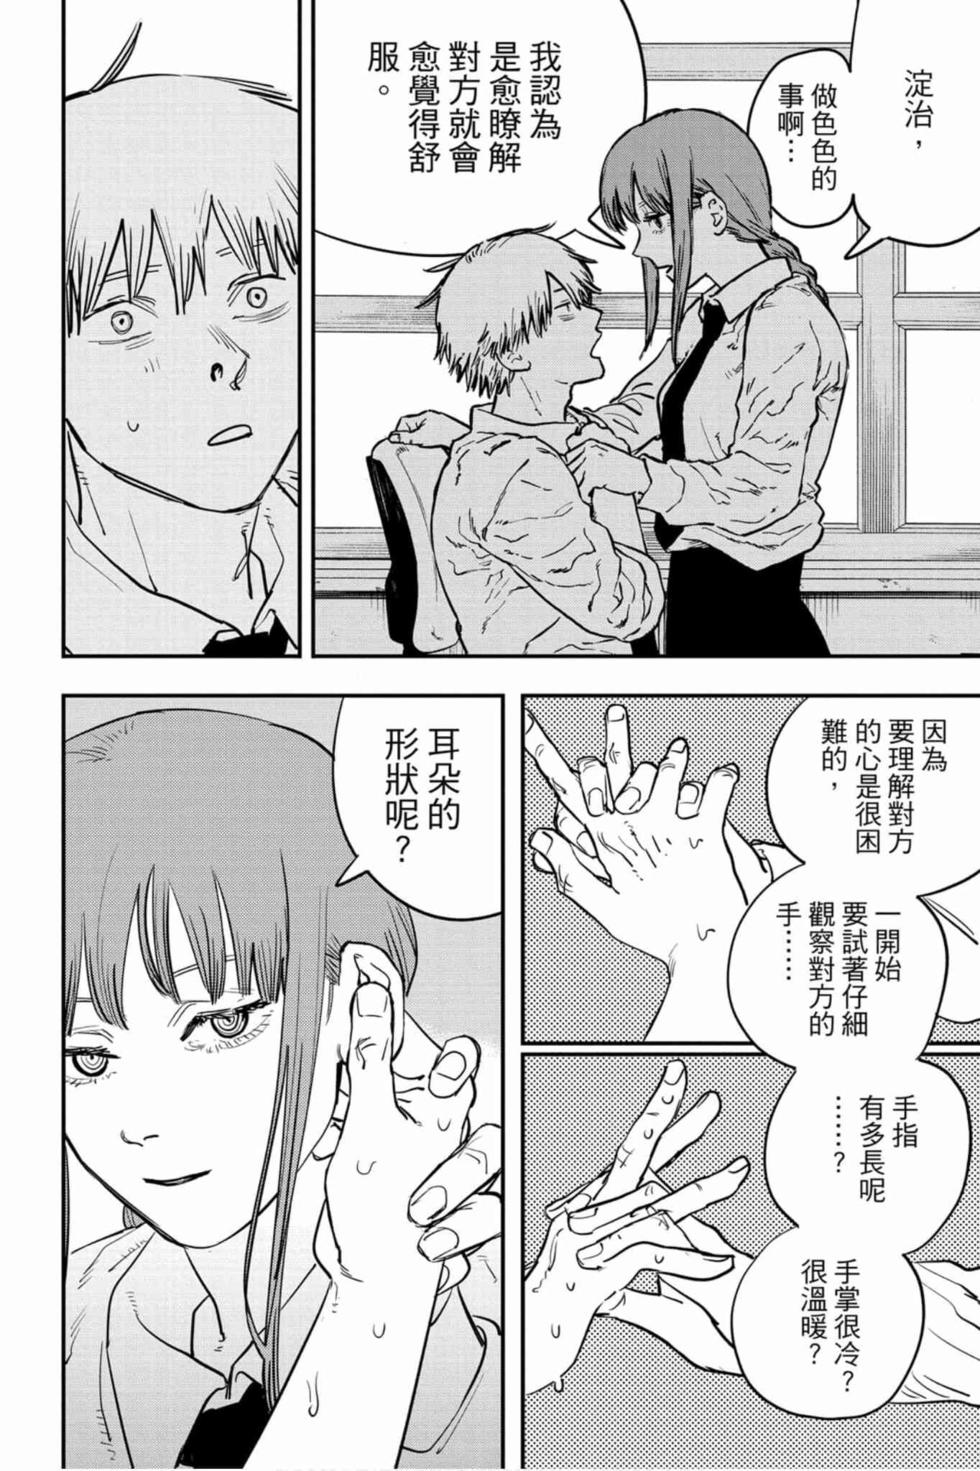 淀治，
做色色的
事啊…
我認為
是愈瞭解
對方就會
愈覺得舒
服。
因為
要理解對方
的心是很困
難的，
一開始
要試著仔細
觀察對方的
手……
手指
有多長呢
……？
手掌很冷？
很溫暖？
耳朵的
形狀呢？